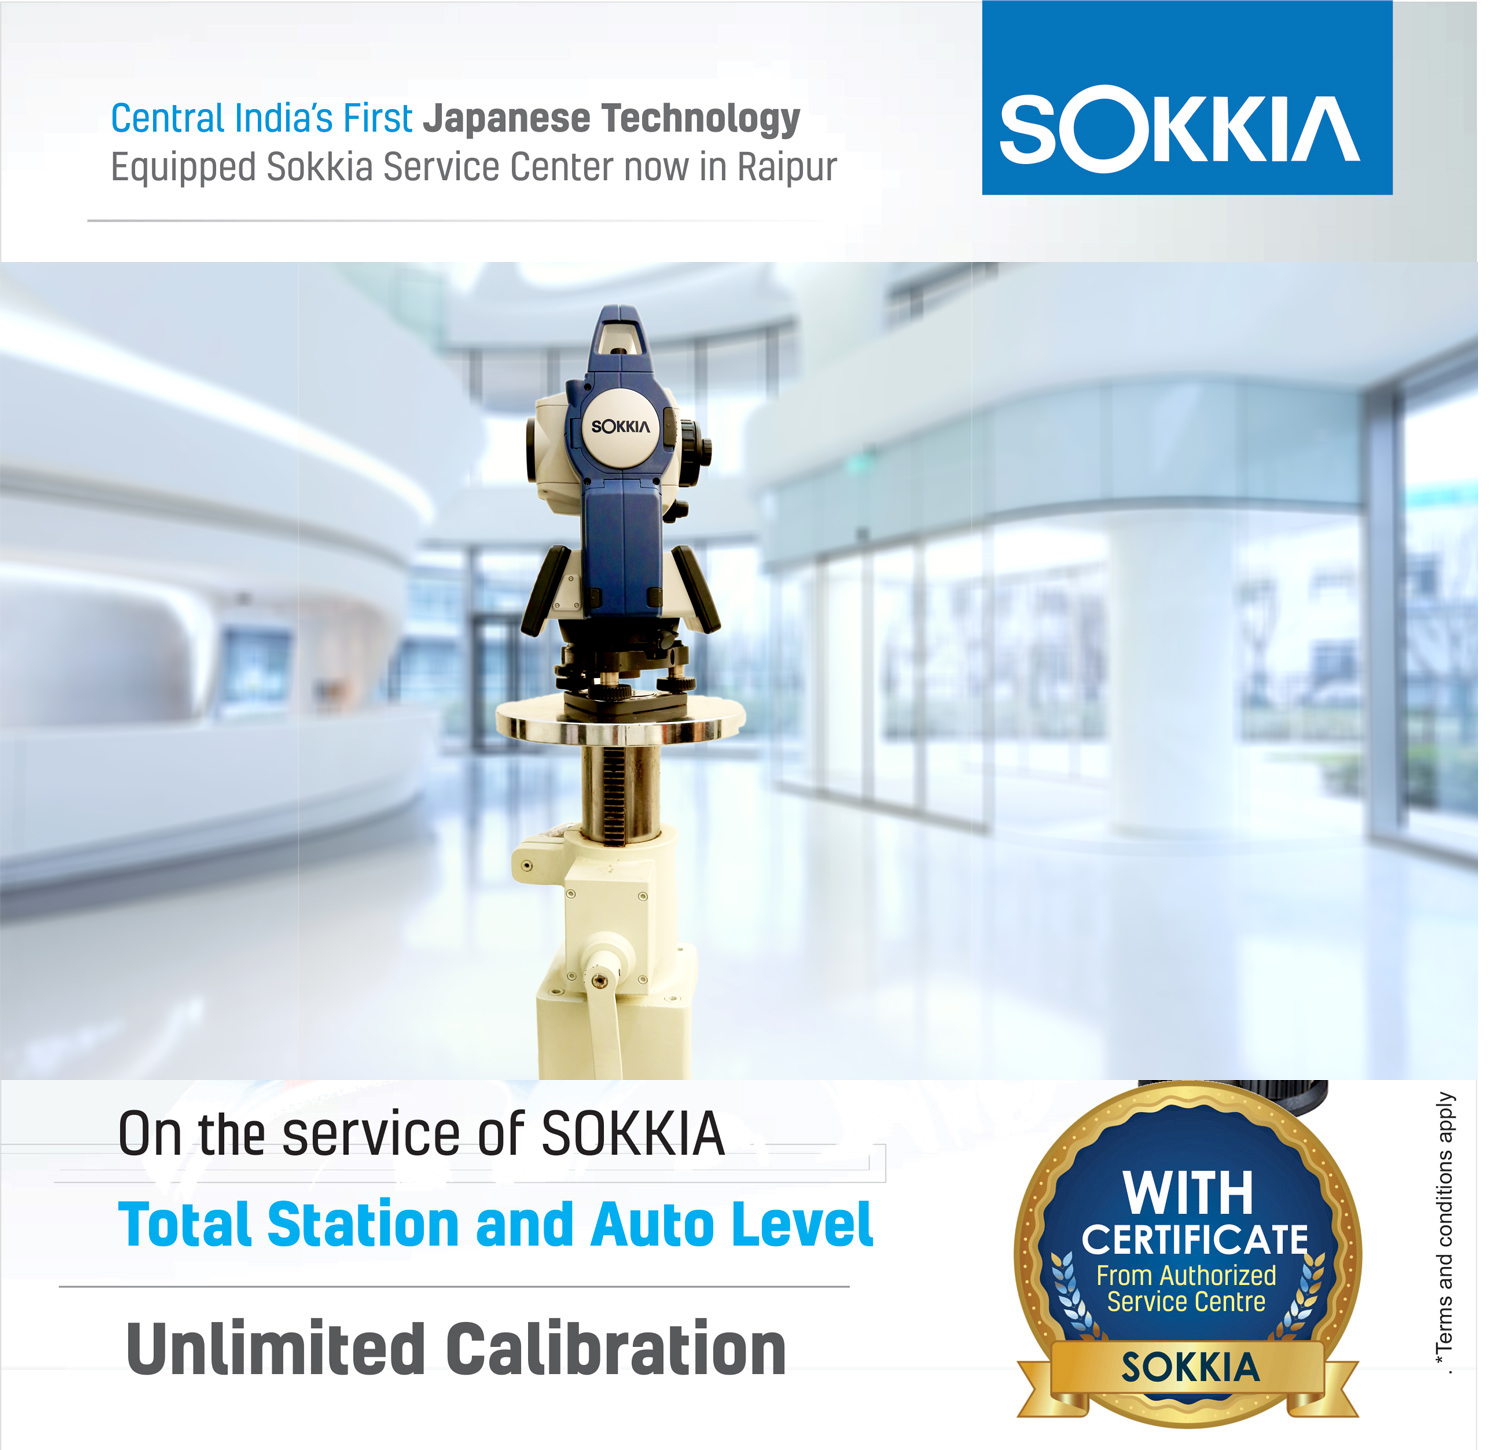 Central India's First Japanese Technology
Equipped Sokkia Service Center now in Raipur
SOKKIA
SOKKIA
On the service of SOKKIA
Total Station and Auto Level
Unlimited Calibration
WITH
CERTIFICATE
From Authorized
Service Centre
SOKKIA
. *Terms and conditions apply